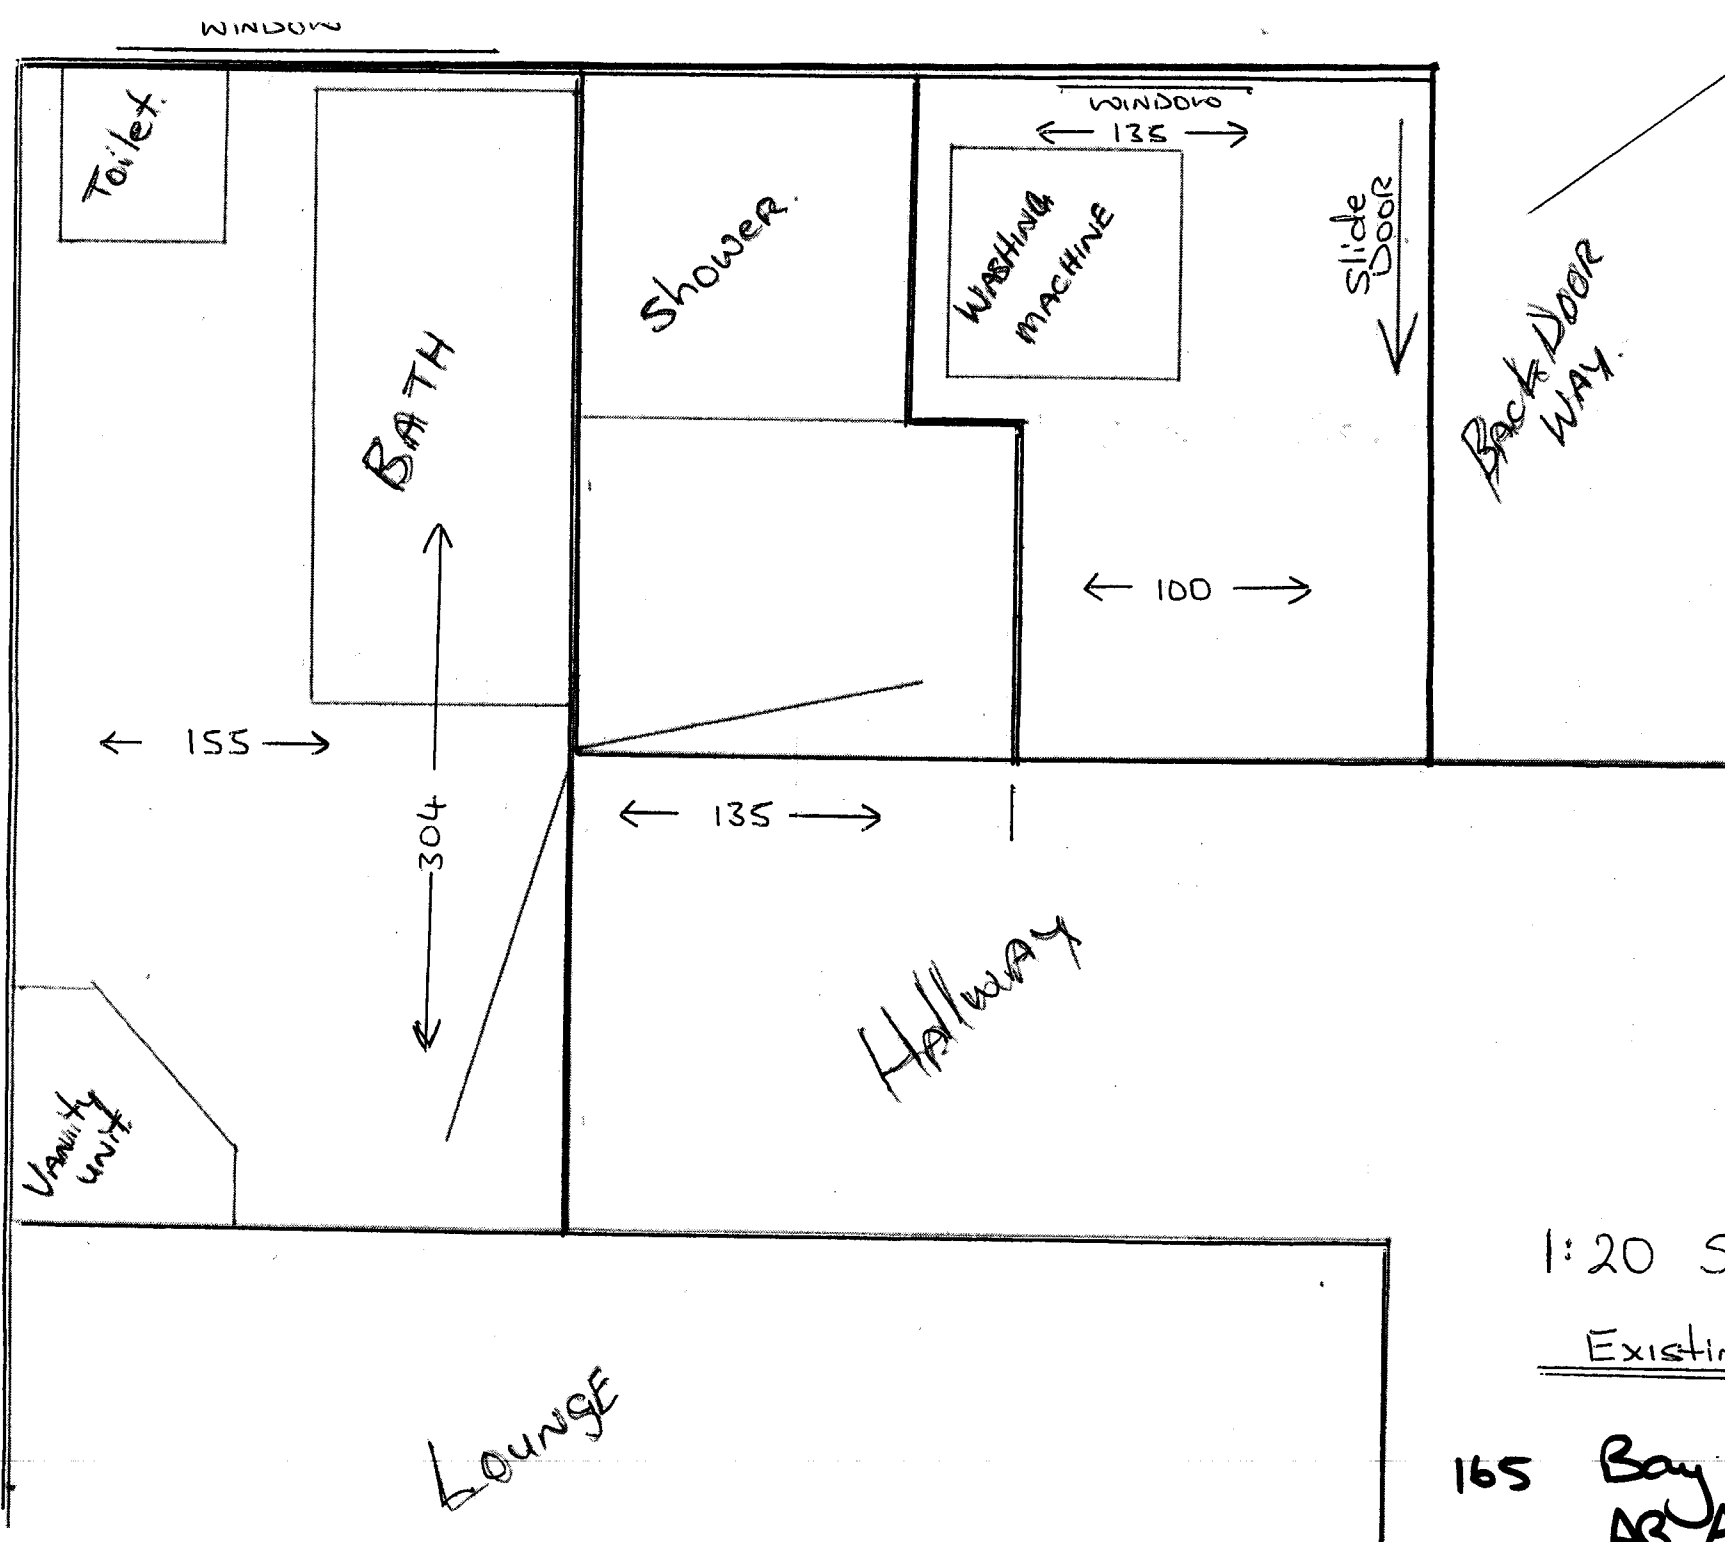 WINDOW
Toilet.
BATH
Shower.
WINDOW
135
WASHING
MACHINE
Slide
DOOR
BACK DOOR
WAY.
100
155
304
135
Hallway
Vanity
unit.
1:20 S
Existin
165 Bay
Lounge